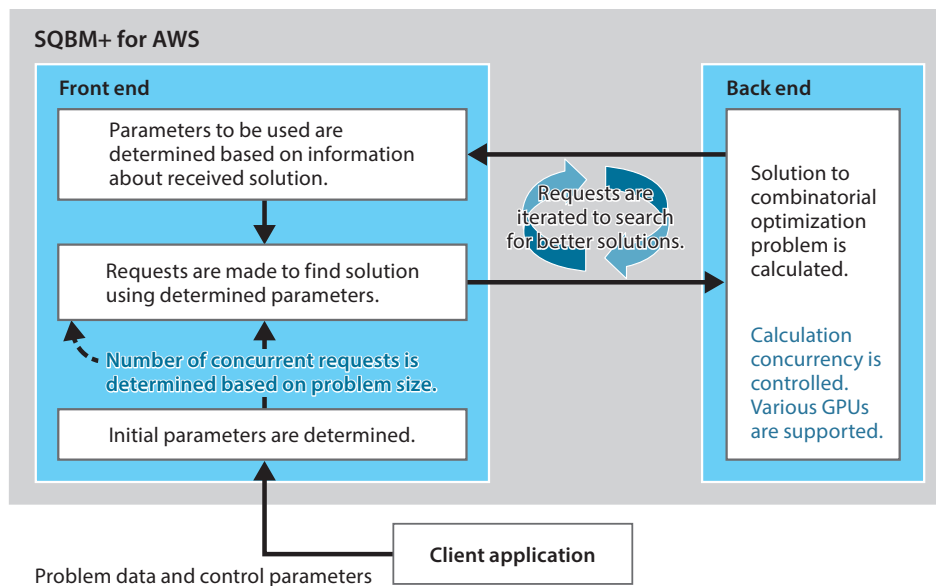 SQBM+ for AWS
Front end
Parameters to be used are
determined based on information
about received solution.
Requests are made to find solution
using determined parameters.
Number of concurrent requests is
determined based on problem size.
Initial parameters are determined.
Requests are
iterated to search
for better solutions.
Back end
Solution to
combinatorial
optimization
problem is
calculated.
Calculation
concurrency is
controlled.
Various GPUs
are supported.
Client application
Problem data and control parameters